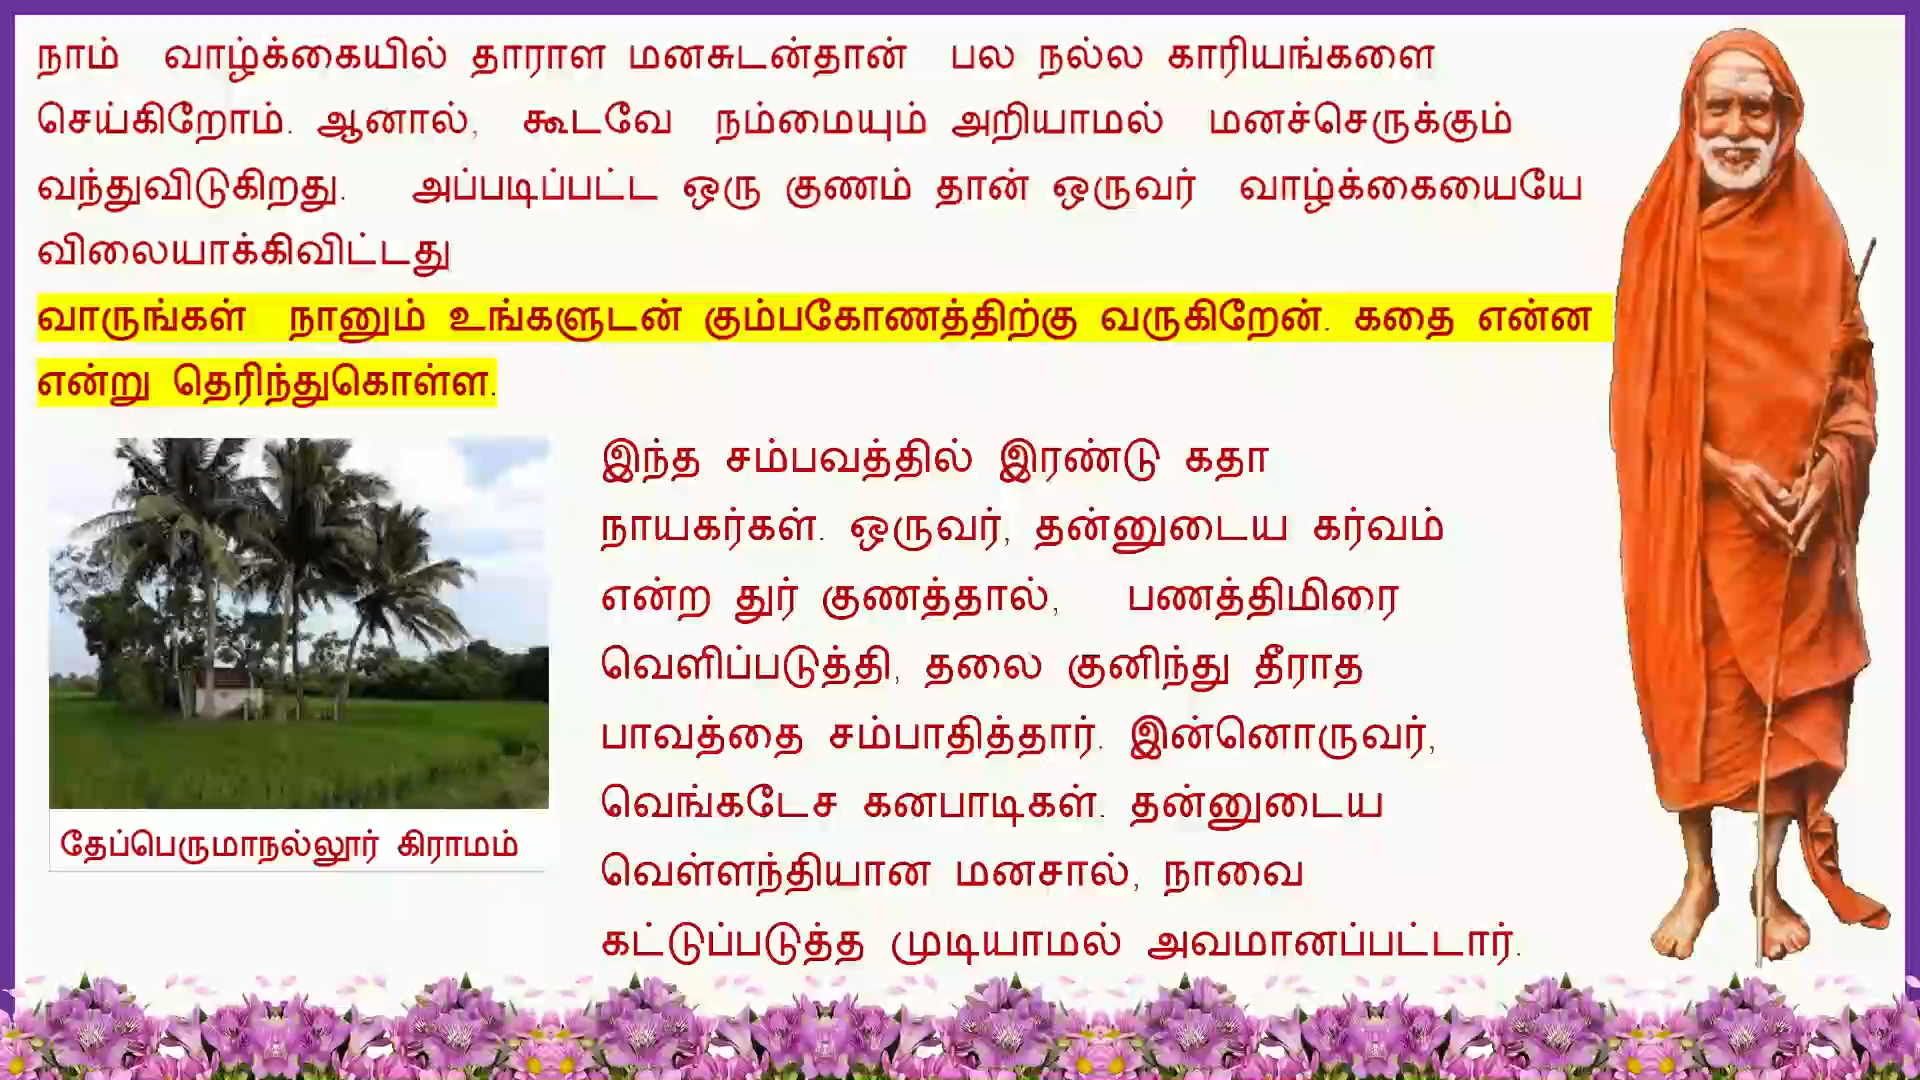 நாம் வாழ்க்கையில் தாராள மனசுடன்தான் பல நல்ல காரியங்களை
செய்கிறோம். ஆனால், கூடவே நம்மையும் அறியாமல் மனச்செருக்கும்
வந்துவிடுகிறது. அப்படிப்பட்ட ஒரு குணம் தான் ஒருவர் வாழ்க்கையையே
விலையாக்கிவிட்டது
வாருங்கள் நானும் உங்களுடன் கும்பகோணத்திற்கு வருகிறேன். கதை என்ன
என்று தெரிந்துகொள்ள.
இந்த சம்பவத்தில் இரண்டு கதா
நாயகர்கள். ஒருவர், தன்னுடைய கர்வம்
என்ற துர் குணத்தால், பணத்திமிரை
வெளிப்படுத்தி, தலை குனிந்து தீராத
பாவத்தை சம்பாதித்தார். இன்னொருவர்,
வெங்கடேச கனபாடிகள். தன்னுடைய
வெள்ளந்தியான மனசால், நாவை
கட்டுப்படுத்த முடியாமல் அவமானப்பட்டார்.
தேப்பெருமாநல்லூர் கிராமம்